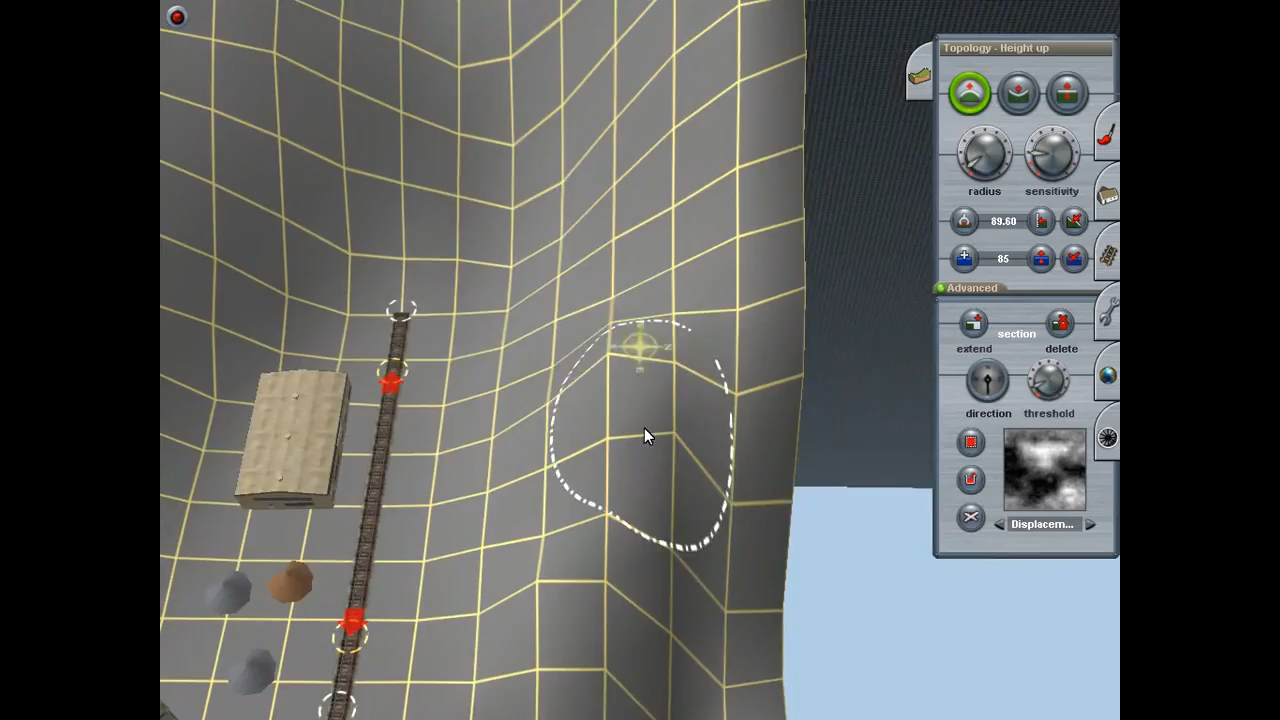 Topology - Height up
radius sensitivity
89.60
85
Advanced
section
extend delete
direction threshold
Displacem...